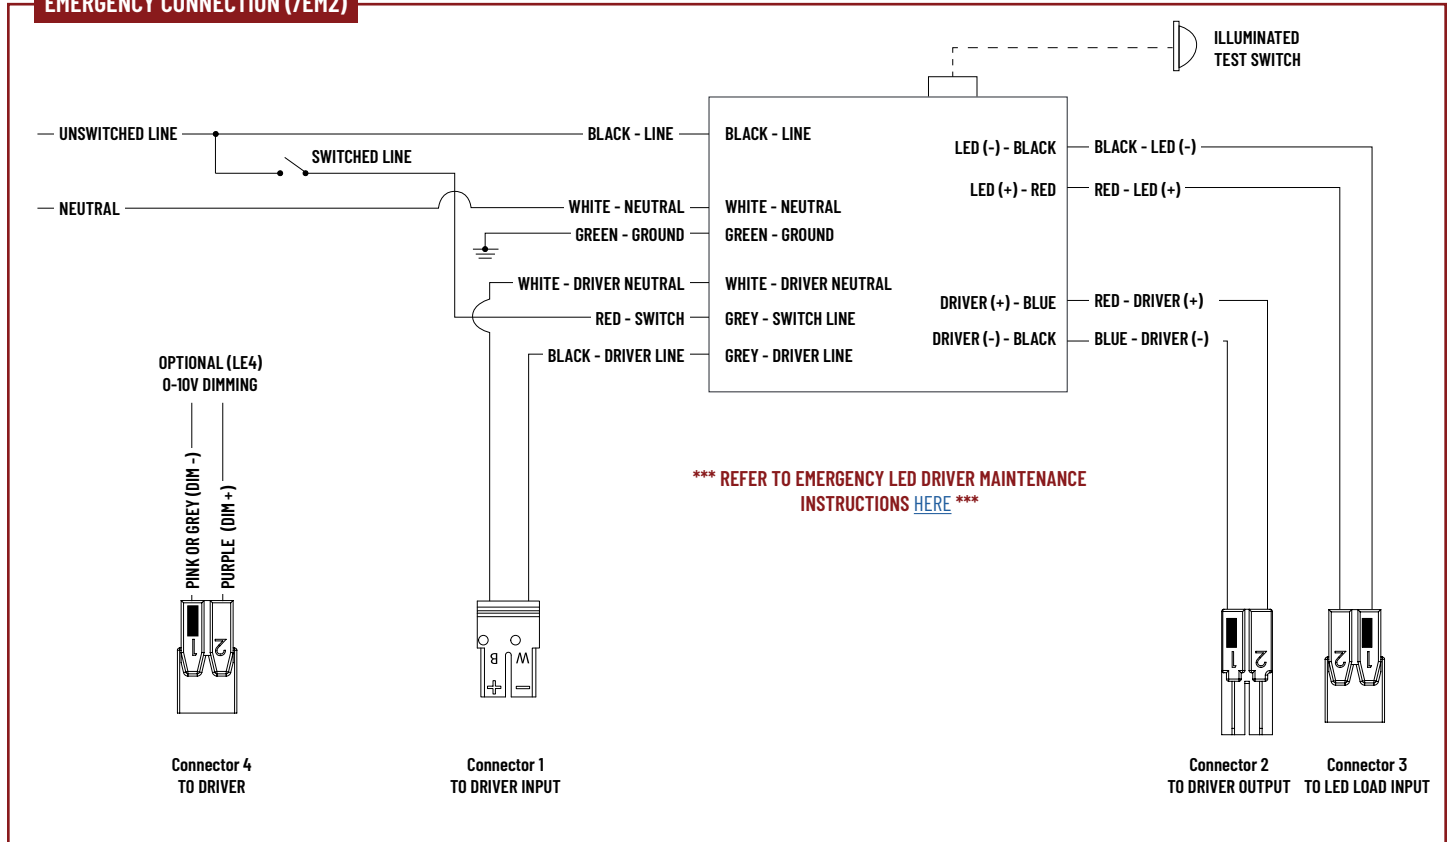 EMERGENCY CONNECTION (/EM2)
ILLUMINATED
TEST SWITCH
UNSWITCHED LINE
BLACK - LINE
BLACK - LINE
LED (-) - BLACK
BLACK - LED (-)
SWITCHED LINE
LED (+) - RED
RED - LED (+)
NEUTRAL
WHITE - NEUTRAL
WHITE - NEUTRAL
GREEN - GROUND
GREEN - GROUND
WHITE - DRIVER NEUTRAL
WHITE - DRIVER NEUTRAL
DRIVER (+) - BLUE
RED - DRIVER (+)
RED - SWITCH
GREY - SWITCH LINE
DRIVER (-) - BLACK
BLUE - DRIVER (-)
BLACK - DRIVER LINE
GREY - DRIVER LINE
OPTIONAL (LE4)
0-10V DIMMING
PINK OR GREY (DIM -)
PURPLE (DIM +)
*** REFER TO EMERGENCY LED DRIVER MAINTENANCE
INSTRUCTIONS HERE ***
1 2
B W
+ −
1 2
2 1
Connector 4
TO DRIVER
Connector 1
TO DRIVER INPUT
Connector 2
TO DRIVER OUTPUT
Connector 3
TO LED LOAD INPUT